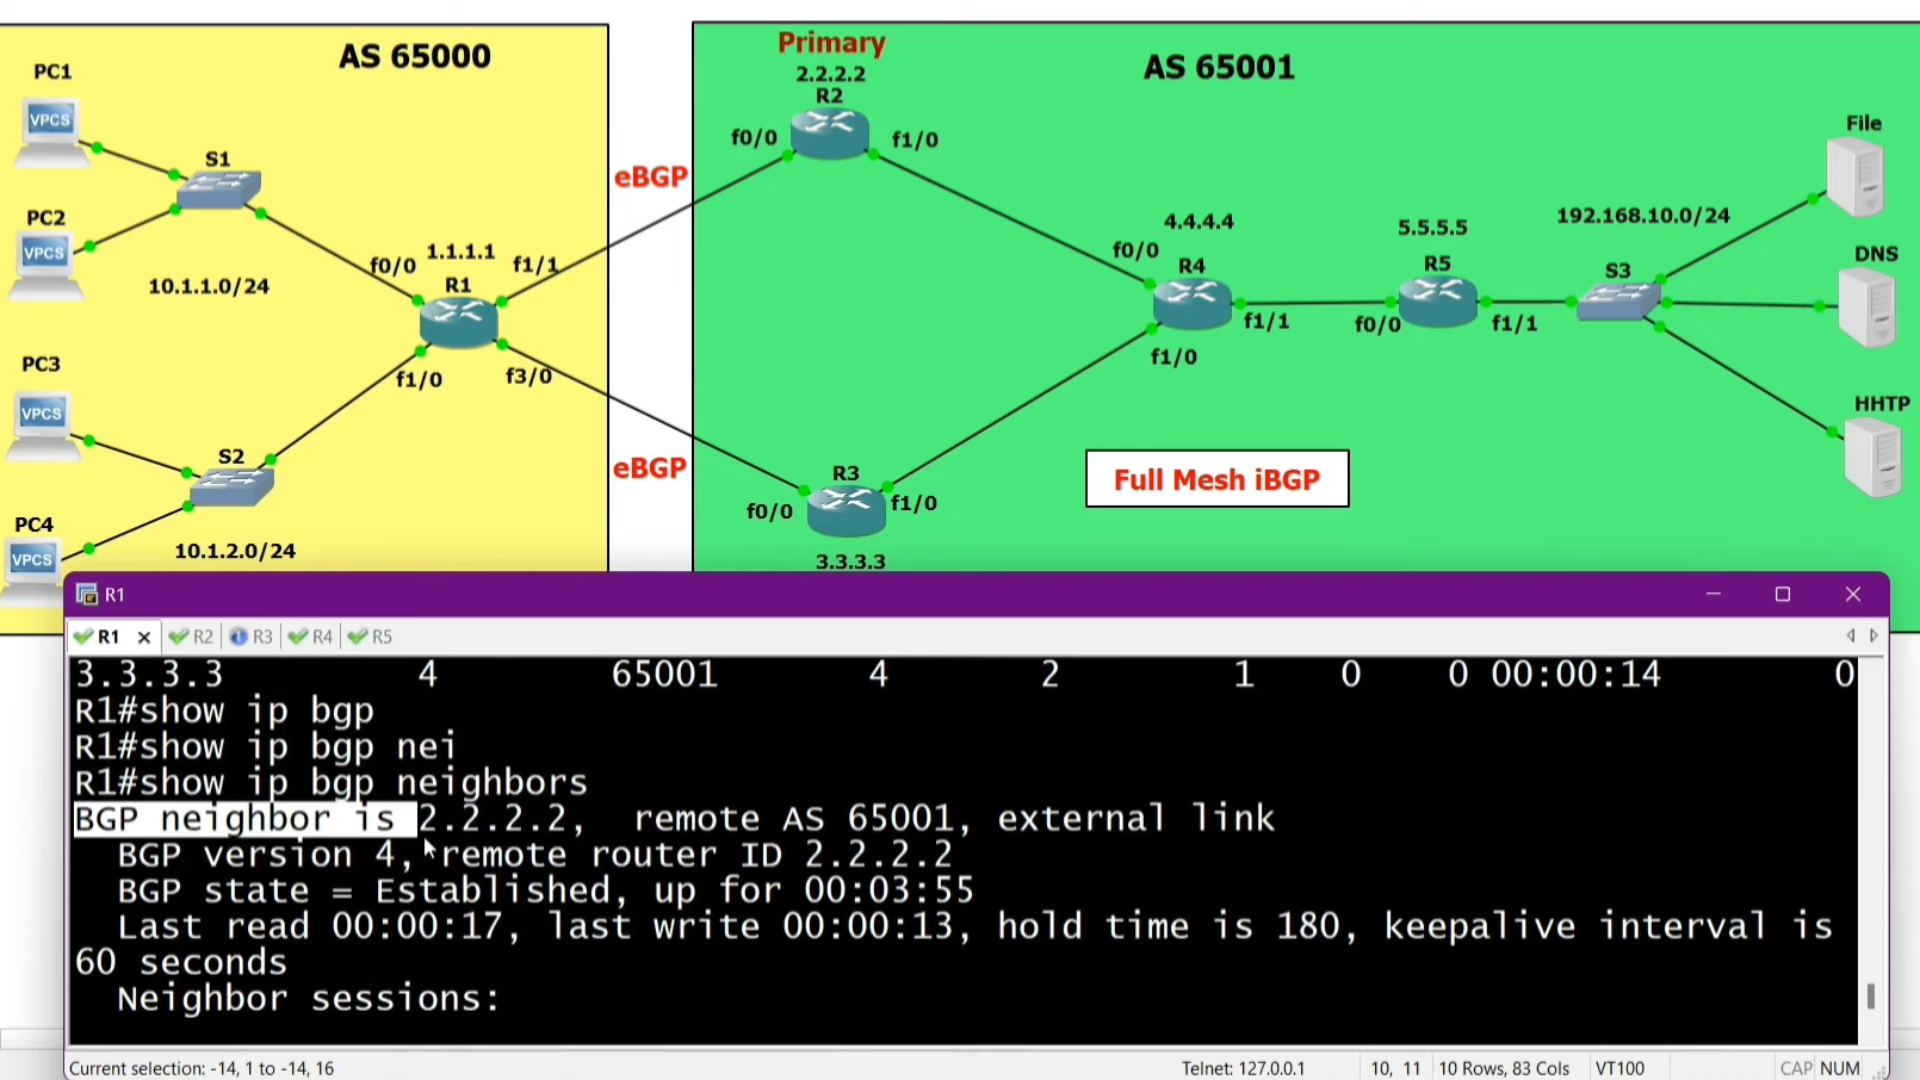 AS 65000
Primary
AS 65001
PC1
2.2.2.2
R2
VPCS
f0/0
f1/0
File
S1
eBGP
PC2
4.4.4.4
5.5.5.5
192.168.10.0/24
VPCS
1.1.1.1
f0/0
f1/1
f0/0
R4
R5
S3
DNS
10.1.1.0/24
R1
f1/1
f0/0
f1/1
PC3
f1/0
f3/0
f1/0
VPCS
HHTP
S2
eBGP
R3
Full Mesh iBGP
f0/0
f1/0
PC4
VPCS
10.1.2.0/24
3.3.3.3
R1
R1
R2
R3
R4
R5
3.3.3.3 4 65001 4 2 1 0 0 00:00:14 0
R1#show ip bgp
R1#show ip bgp nei
R1#show ip bgp neighbors
BGP neighbor is 2.2.2.2,  remote AS 65001, external link
  BGP version 4, remote router ID 2.2.2.2
  BGP state = Established, up for 00:03:55
  Last read 00:00:17, last write 00:00:13, hold time is 180, keepalive interval is
60 seconds
  Neighbor sessions:
Current selection: -14, 1 to -14, 16
Telnet: 127.0.0.1
10, 11
10 Rows, 83 Cols
VT100
CAP
NUM